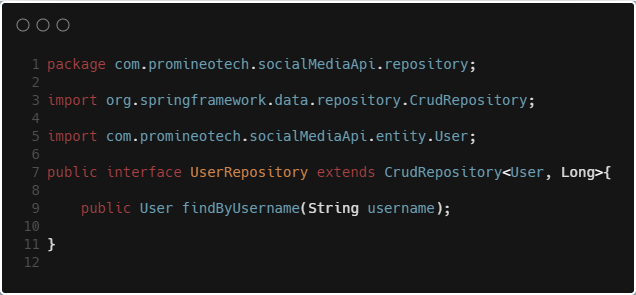 1 package com.promineotech.socialMediaApi.repository;
2
3 import org.springframework.data.repository.CrudRepository;
4
5 import com.promineotech.socialMediaApi.entity.User;
6
7 public interface UserRepository extends CrudRepository<User, Long>{
8
9     public User findByUsername(String username);
10
11 }
12